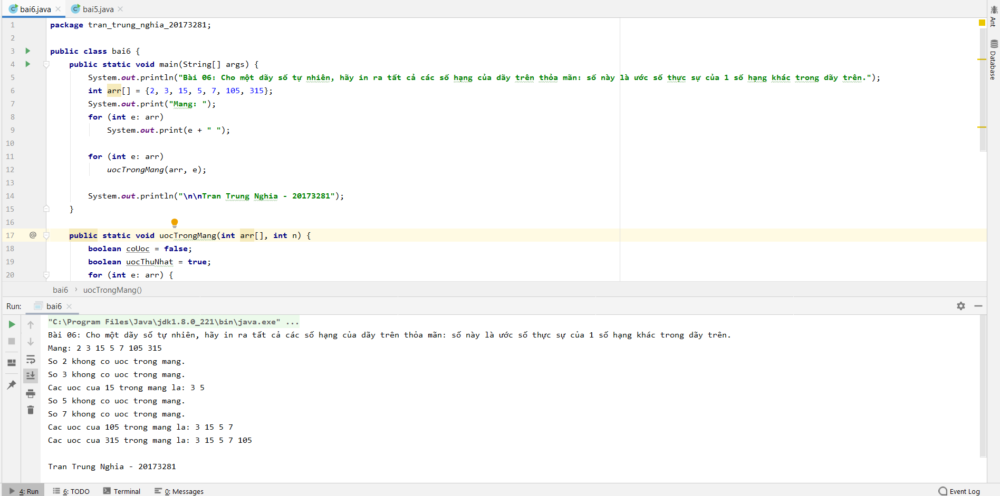 bai6.java
bai5.java
1 package tran_trung_nghia_20173281;
2
3 public class bai6 {
4 public static void main(String[] args) {
5 System.out.println("Bài 06: Cho một dãy số tự nhiên, hãy in ra tất cả các số hạng của dãy trên thỏa mãn: số này là ước số thực sự của 1 số hạng khác trong dãy trên.");
6 int arr[] = {2, 3, 15, 5, 7, 105, 315};
7 System.out.print("Mang: ");
8 for (int e: arr)
9 System.out.print(e + " ");
10
11 for (int e: arr)
12 uocTrongMang(arr, e);
13
14 System.out.println("\n\nTran Trung Nghia - 20173281");
15 }
16
17 @ public static void uocTrongMang(int arr[], int n) {
18 boolean coUoc = false;
19 boolean uocThuNhat = true;
20 for (int e: arr) {
bai6 › uocTrongMang()
Ant
Database
Run: bai6
"C:\Program Files\Java\jdk1.8.0_221\bin\java.exe" ...
Bài 06: Cho một dãy số tự nhiên, hãy in ra tất cả các số hạng của dãy trên thỏa mãn: số này là ước số thực sự của 1 số hạng khác trong dãy trên.
Mang: 2 3 15 5 7 105 315
So 2 khong co uoc trong mang.
So 3 khong co uoc trong mang.
Cac uoc cua 15 trong mang la: 3 5
So 5 khong co uoc trong mang.
So 7 khong co uoc trong mang.
Cac uoc cua 105 trong mang la: 3 15 5 7
Cac uoc cua 315 trong mang la: 3 15 5 7 105
Tran Trung Nghia - 20173281
4: Run 6: TODO Terminal 0: Messages Event Log